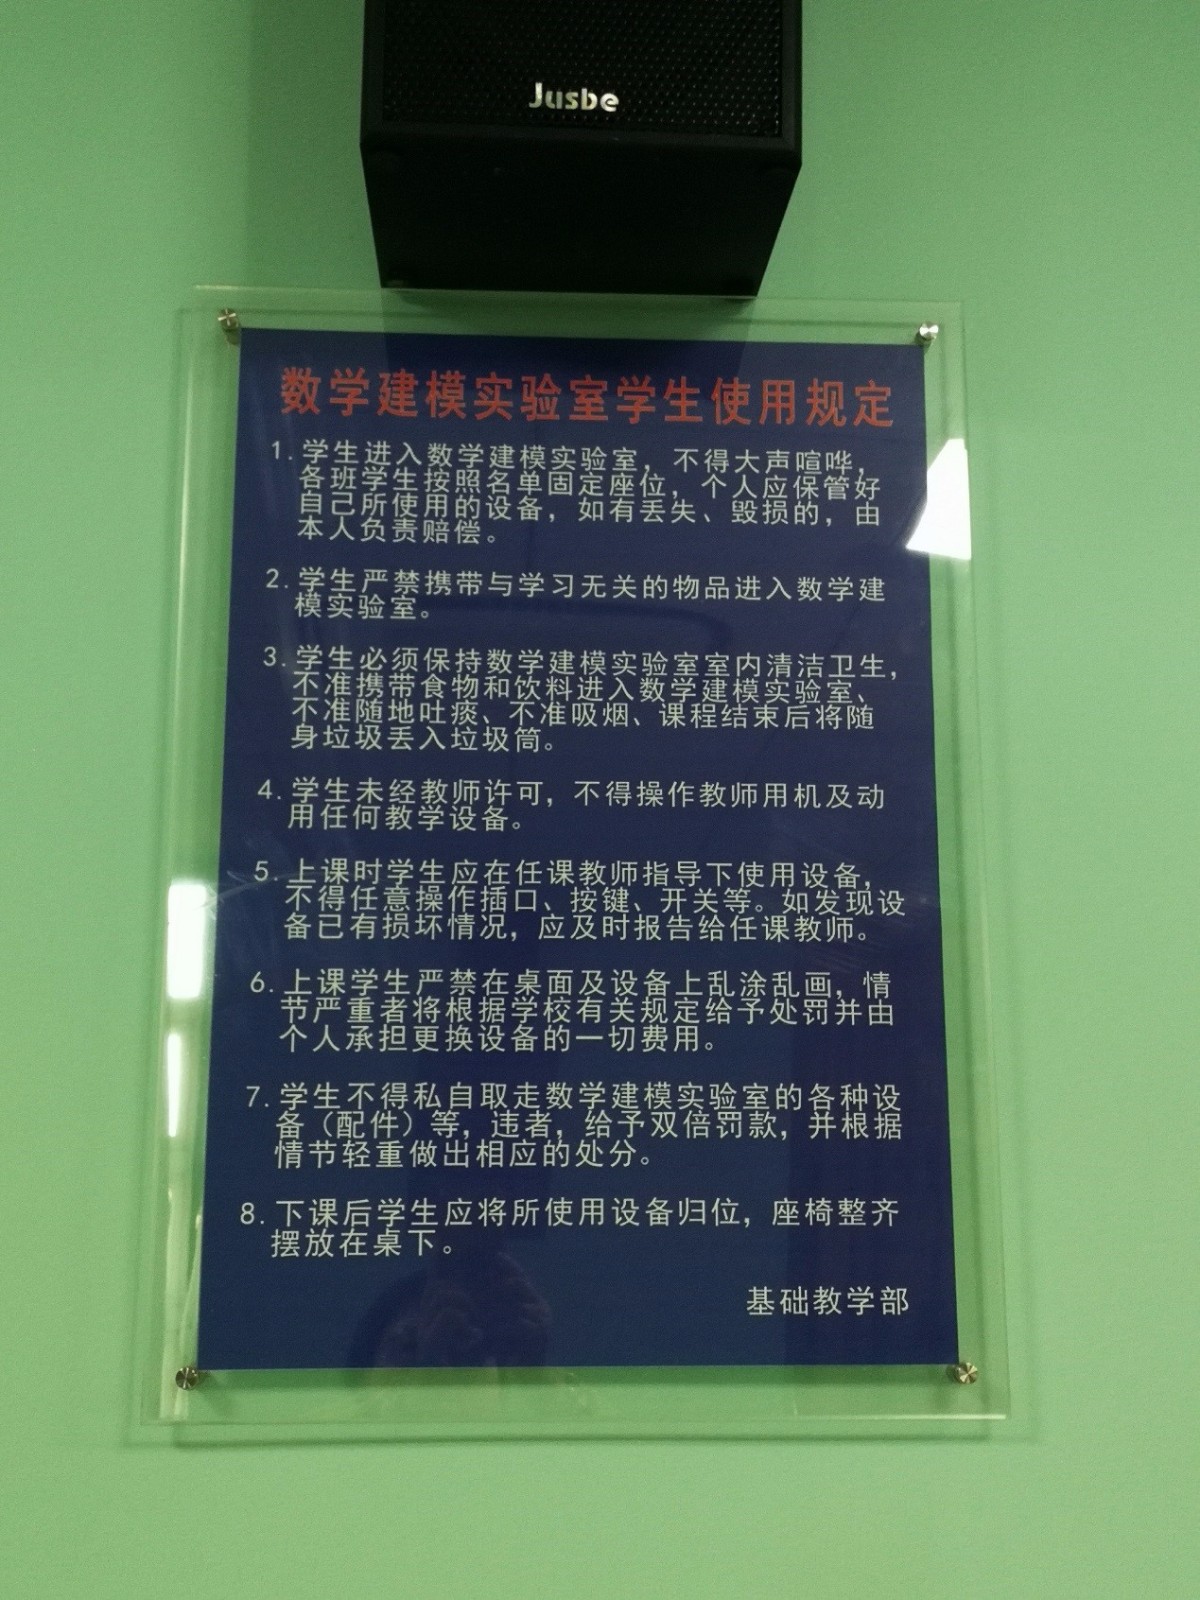 Jusbe
数学建模实验室学生使用规定
1.学生进入数学建模实验室，不得大声喧哗，
各班学生按照名单固定座位，个人应保管好
自己所使用的设备，如有丢失、毁损的，由
本人负责赔偿。
2.学生严禁携带与学习无关的物品进入数学建
模实验室。
3.学生必须保持数学建模实验室室内清洁卫生，
不准携带食物和饮料进入数学建模实验室、
不准随地吐痰、不准吸烟、课程结束后将随
身垃圾丢入垃圾筒。
4.学生未经教师许可，不得操作教师用机及动
用任何教学设备。
5.上课时学生应在任课教师指导下使用设备，
不得任意操作插口、按键、开关等。如发现设
备已有损坏情况，应及时报告给任课教师。
6.上课学生严禁在桌面及设备上乱涂乱画，情
节严重者将根据学校有关规定给予处罚并由
个人承担更换设备的一切费用。
7.学生不得私自取走数学建模实验室的各种设
备（配件）等，违者，给予双倍罚款，并根据
情节轻重做出相应的处分。
8.下课后学生应将所使用设备归位，座椅整齐
摆放在桌下。
基础教学部